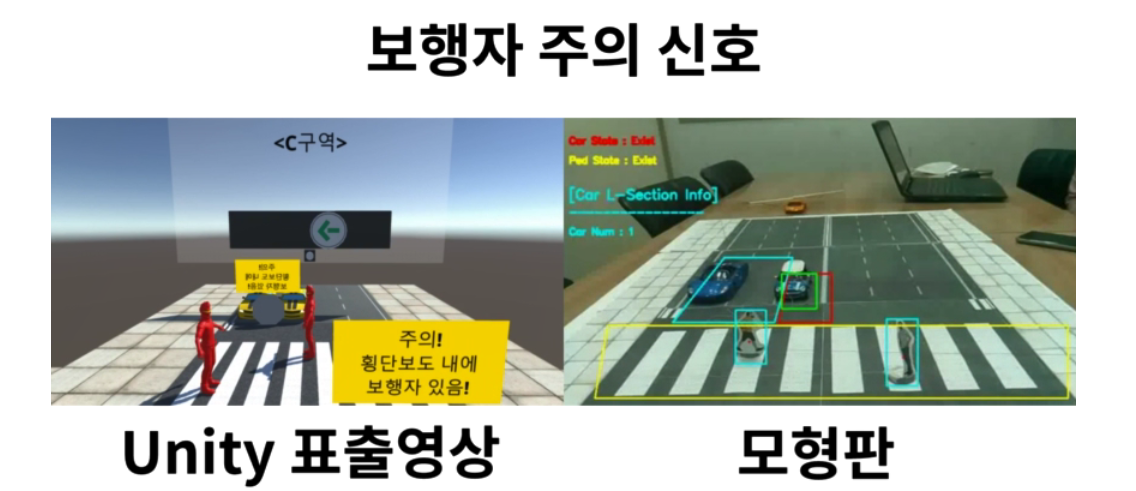 보행자 주의 신호
<C구역>
주의!
횡단보도 내에
보행자 있음!
Car State : Exist
Ped State : Exist
[Car L-Section Info]
Car Num : 1
Unity 표출영상
모형판